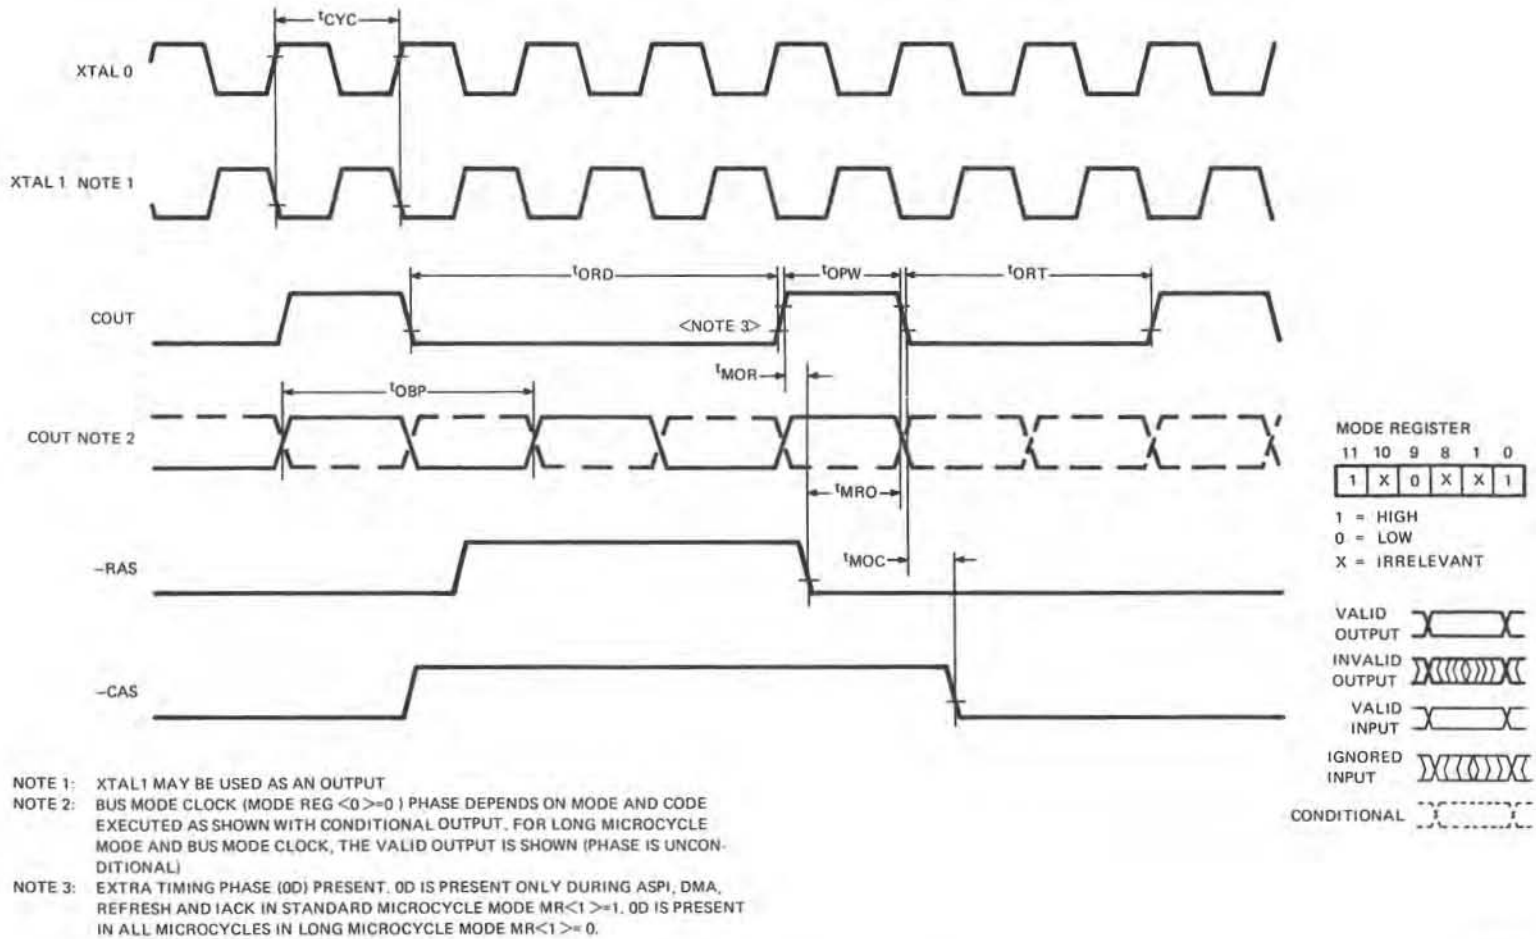 tCYC
XTAL 0
XTAL 1 NOTE 1
tORD
tOPW
tORT
COUT
<NOTE 3>
tMOR
tOBP
COUT NOTE 2
tMRO
-RAS
tMOC
-CAS
MODE REGISTER
11 10 9 8 1 0
1 X 0 X X 1
1 = HIGH
0 = LOW
X = IRRELEVANT
VALID
OUTPUT
INVALID
OUTPUT
VALID
INPUT
IGNORED
INPUT
CONDITIONAL
NOTE 1: XTAL1 MAY BE USED AS AN OUTPUT
NOTE 2: BUS MODE CLOCK (MODE REG <0>=0 ) PHASE DEPENDS ON MODE AND CODE
EXECUTED AS SHOWN WITH CONDITIONAL OUTPUT. FOR LONG MICROCYCLE
MODE AND BUS MODE CLOCK, THE VALID OUTPUT IS SHOWN (PHASE IS UNCON-
DITIONAL)
NOTE 3: EXTRA TIMING PHASE (0D) PRESENT. 0D IS PRESENT ONLY DURING ASPI, DMA,
REFRESH AND IACK IN STANDARD MICROCYCLE MODE MR<1>=1. 0D IS PRESENT
IN ALL MICROCYCLES IN LONG MICROCYCLE MODE MR<1>= 0.